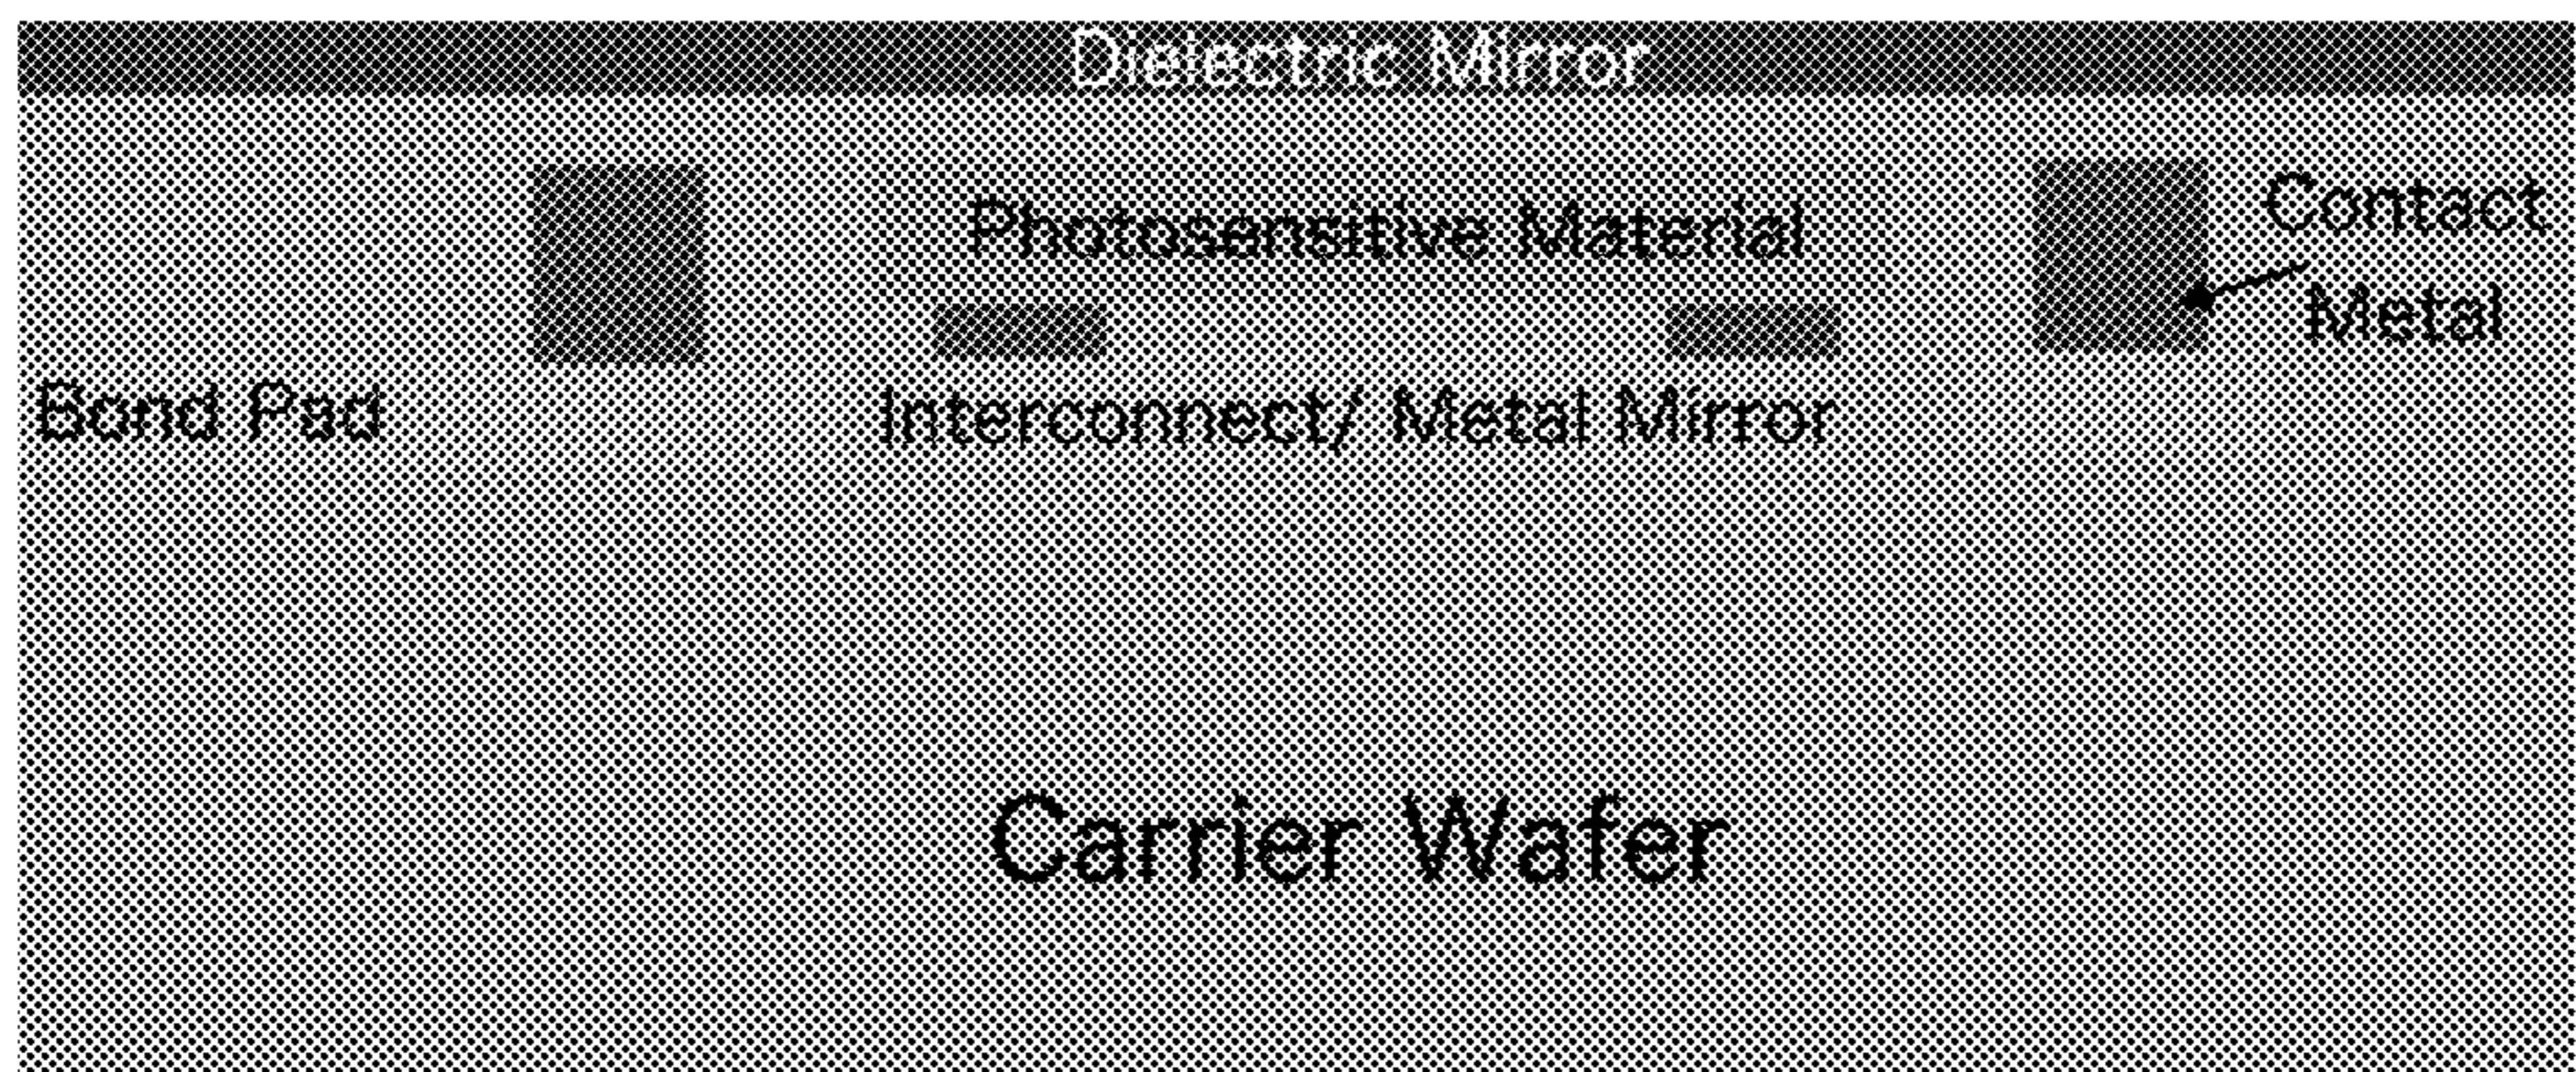 Dielectric Mirror
Photosensitive Material
Contact
Metal
Bond Pad
Interconnect/ Metal Mirror
Carrier Wafer